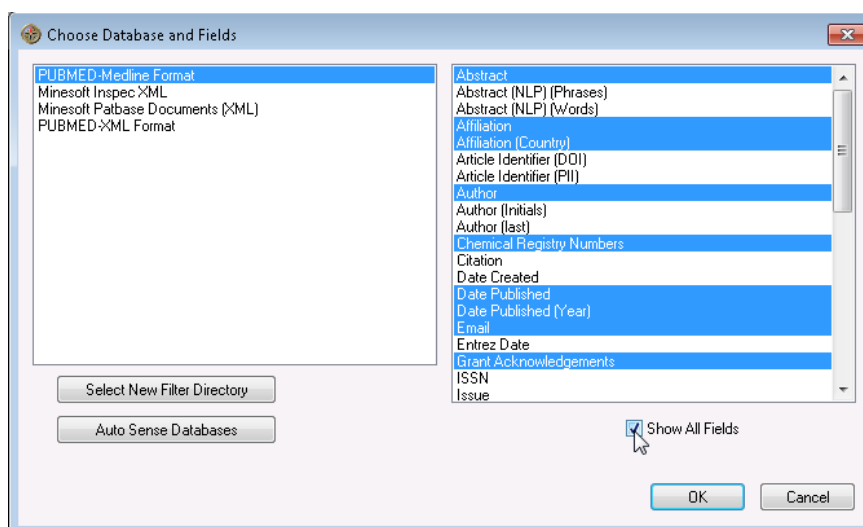 Choose Database and Fields
PUBMED-Medline Format
Minesoft Inspec XML
Minesoft Patbase Documents (XML)
PUBMED-XML Format
Abstract
Abstract (NLP) (Phrases)
Abstract (NLP) (Words)
Affiliation
Affiliation (Country)
Article Identifier (DOI)
Article Identifier (PII)
Author
Author (Initials)
Author (last)
Chemical Registry Numbers
Citation
Date Created
Date Published
Date Published (Year)
Email
Entrez Date
Grant Acknowledgements
ISSN
Issue
Select New Filter Directory
Auto Sense Databases
Show All Fields
OK
Cancel